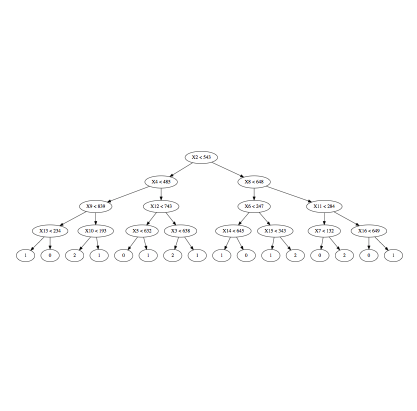 X2 < 543
X4 < 485 X8 < 648
X9 < 839 X12 < 743 X6 < 247 X11 < 284
X13 < 234 X10 < 193 X5 < 632 X3 < 638 X14 < 645 X15 < 343 X7 < 132 X16 < 649
1 0 2 1 0 1 2 1 1 0 1 2 0 2 0 1